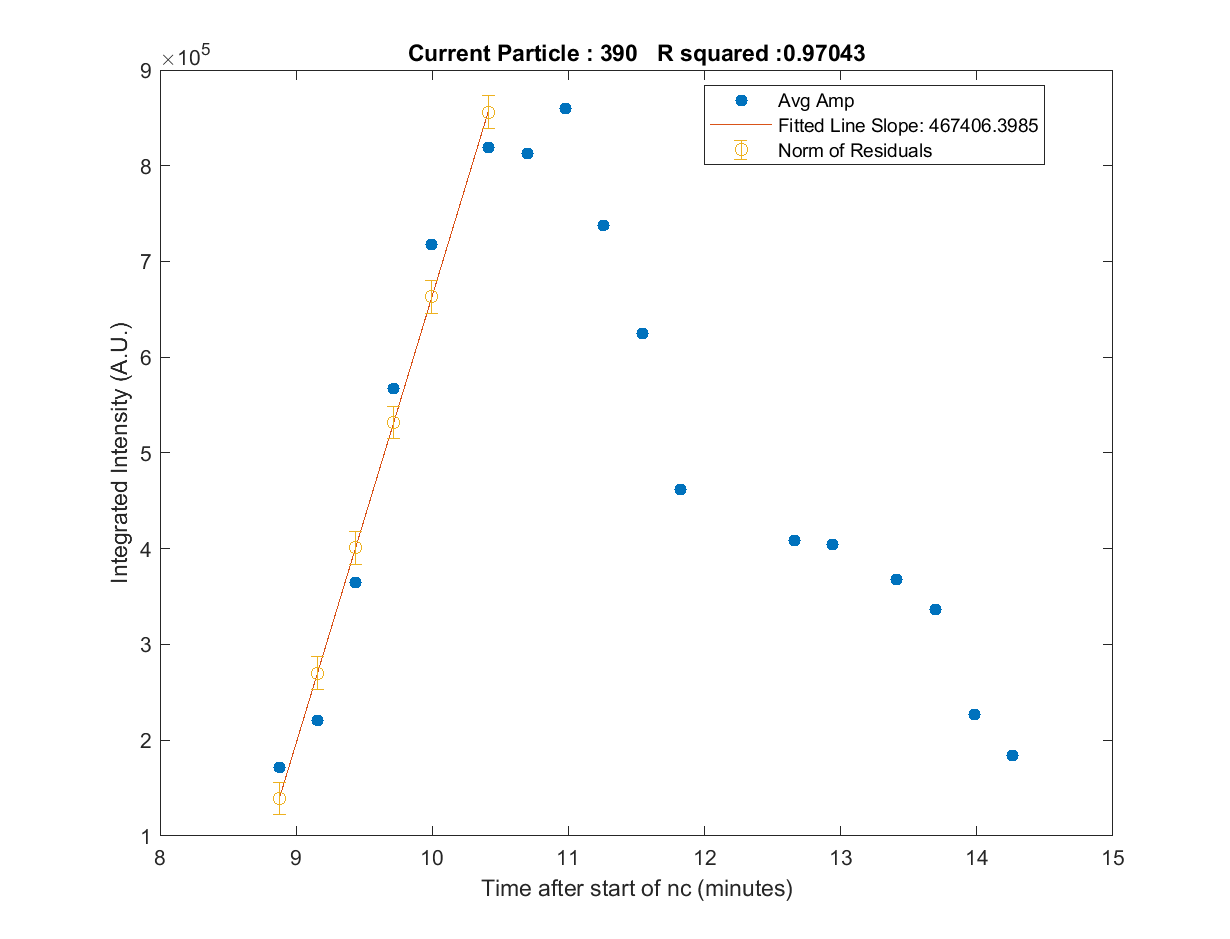 Current Particle : 390   R squared :0.97043
×10^5
9
8
7
6
5
4
3
2
1
Integrated Intensity (A.U.)
Avg Amp
Fitted Line Slope: 467406.3985
Norm of Residuals
8 9 10 11 12 13 14 15
Time after start of nc (minutes)